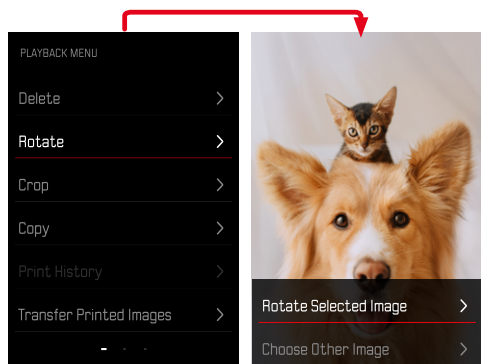 PLAYBACK MENU
Delete
Rotate
Crop
Copy
Print History
Transfer Printed Images
Rotate Selected Image
Choose Other Image